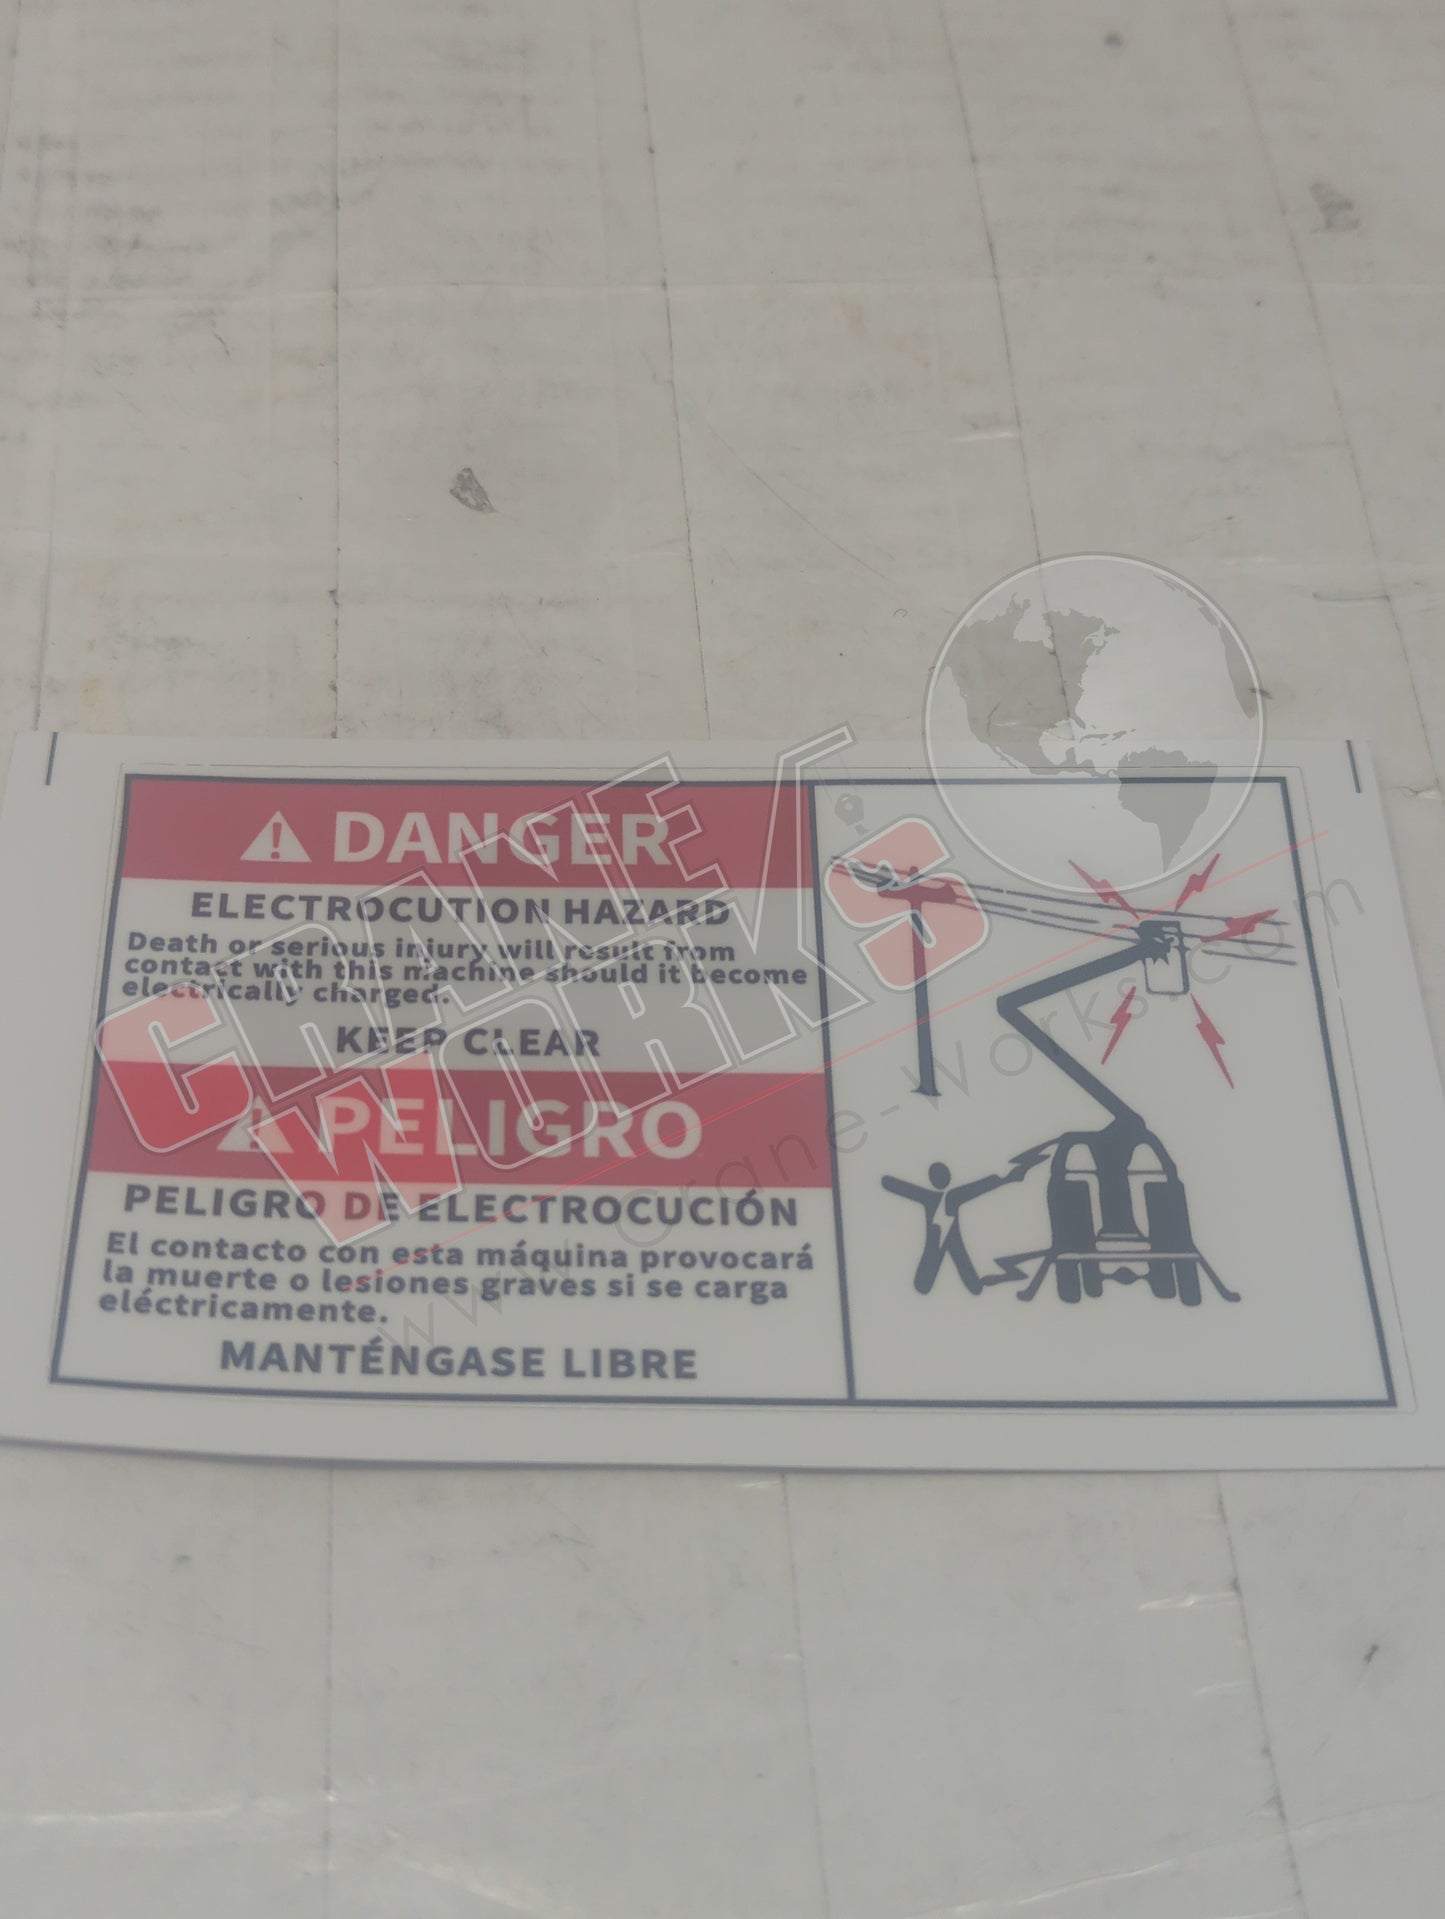 DANGER
ELECTROCUTION HAZARD
Death or serious injury will result from
contact with this machine should it become
electrically charged.
KEEP CLEAR
PELIGRO
PELIGRO DE ELECTROCUCIÓN
El contacto con esta máquina provocará
la muerte o lesiones graves si se carga
eléctricamente.
MANTÉNGASE LIBRE
CRANE
WORKS
www.crane-works.com